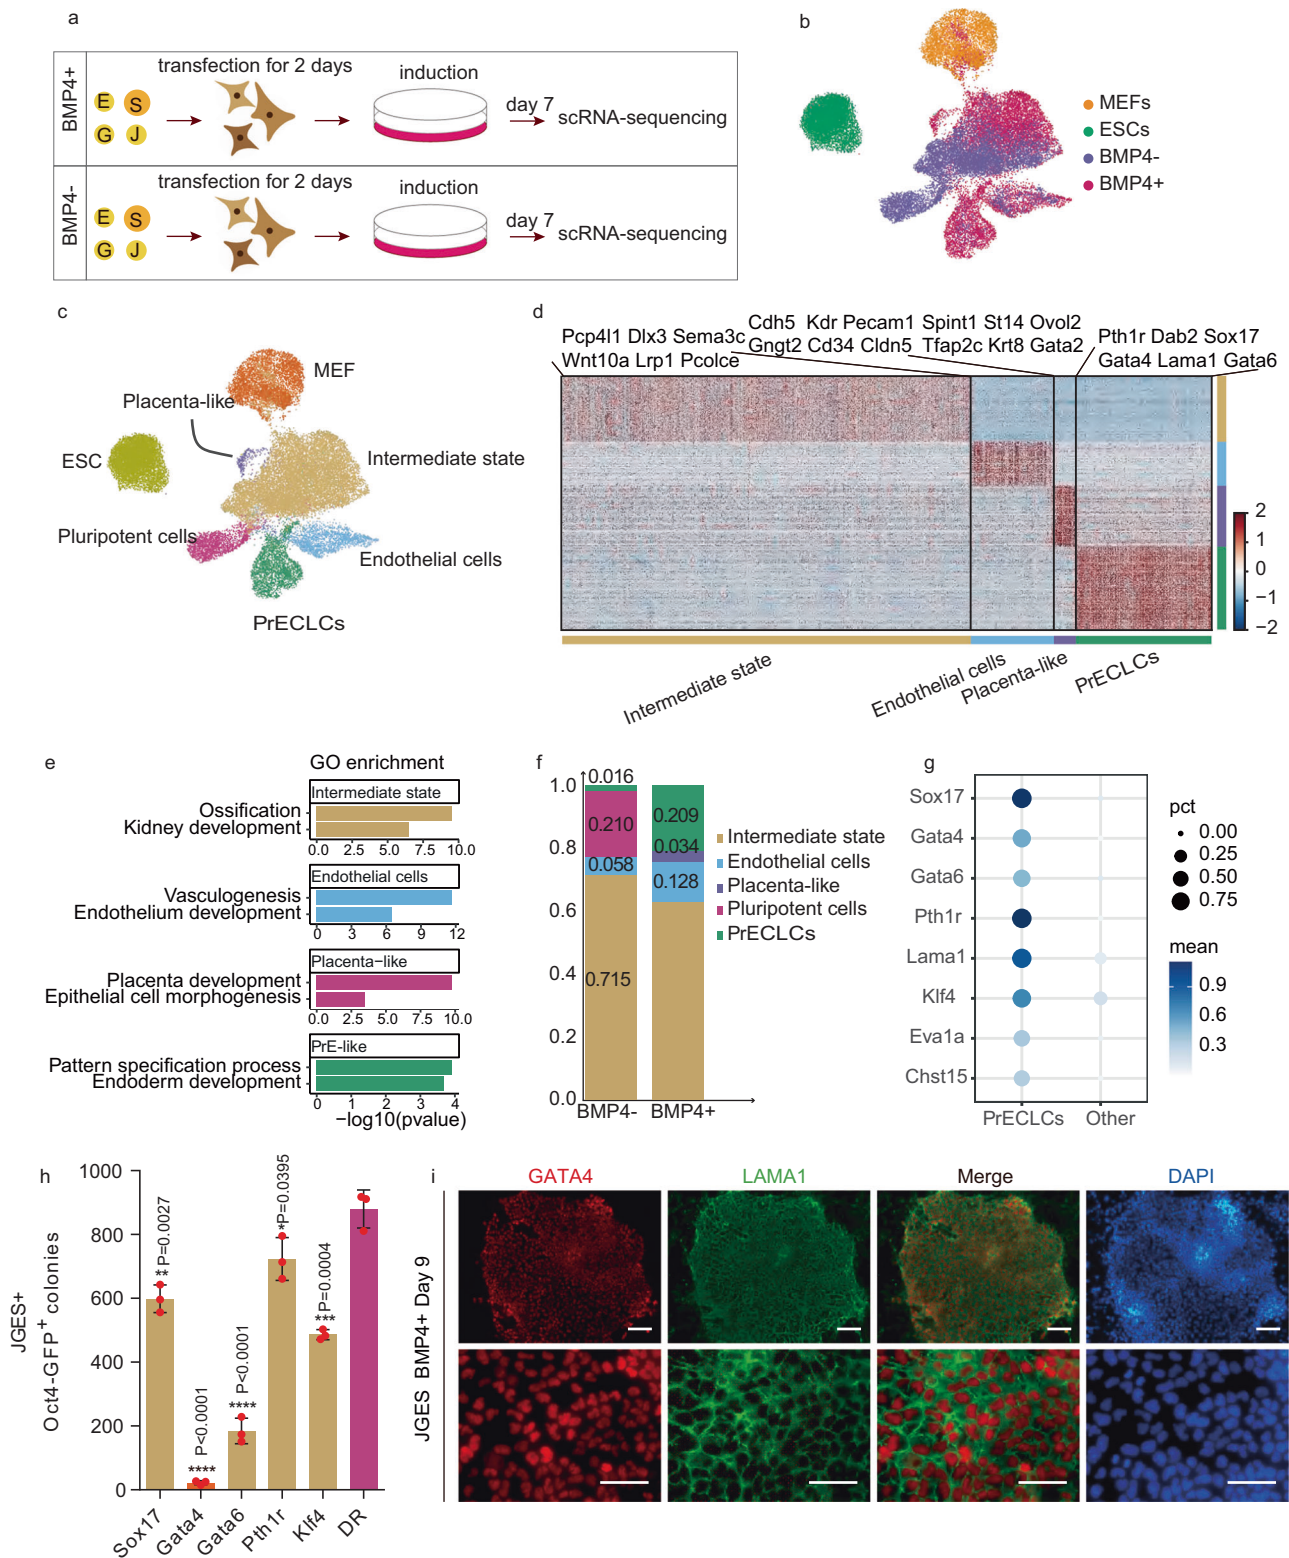 a
BMP4+
E S
G J
transfection for 2 days
induction
day 7
scRNA-sequencing
BMP4-
E S
G J
transfection for 2 days
induction
day 7
scRNA-sequencing
b
MEFs
ESCs
BMP4-
BMP4+
c
MEF
Placenta-like
ESC
Intermediate state
Pluripotent cells
Endothelial cells
PrECLCs
d
Pcp4l1 Dlx3 Sema3c
Wnt10a Lrp1 Pcolce
Cdh5 Kdr Pecam1
Gngt2 Cd34 Cldn5
Spint1 St14 Ovol2
Tfap2c Krt8 Gata2
Pth1r Dab2 Sox17
Gata4 Lama1 Gata6
2
1
0
−1
−2
Intermediate state
Endothelial cells
Placenta-like
PrECLCs
e
GO enrichment
Intermediate state
Ossification
Kidney development
0.0 2.5 5.0 7.5 10.0
Endothelial cells
Vasculogenesis
Endothelium development
0 3 6 9 12
Placenta−like
Placenta development
Epithelial cell morphogenesis
0.0 2.5 5.0 7.5 10.0
PrE-like
Pattern specification process
Endoderm development
0 1 2 3 4
−log10(pvalue)
f
1.0
0.8
0.6
0.4
0.2
0.0
0.016
0.210
0.058
0.715
0.209
0.034
0.128
BMP4- BMP4+
Intermediate state
Endothelial cells
Placenta-like
Pluripotent cells
PrECLCs
g
Sox17
Gata4
Gata6
Pth1r
Lama1
Klf4
Eva1a
Chst15
PrECLCs Other
pct
0.00
0.25
0.50
0.75
mean
0.9
0.6
0.3
h
JGES+
Oct4-GFP+ colonies
1000
800
600
400
200
0
** P=0.0027
**** P<0.0001
**** P<0.0001
* P=0.0395
*** P=0.0004
Sox17
Gata4
Gata6
Pth1r
Klf4
DR
i
GATA4 LAMA1 Merge DAPI
JGES BMP4+ Day 9